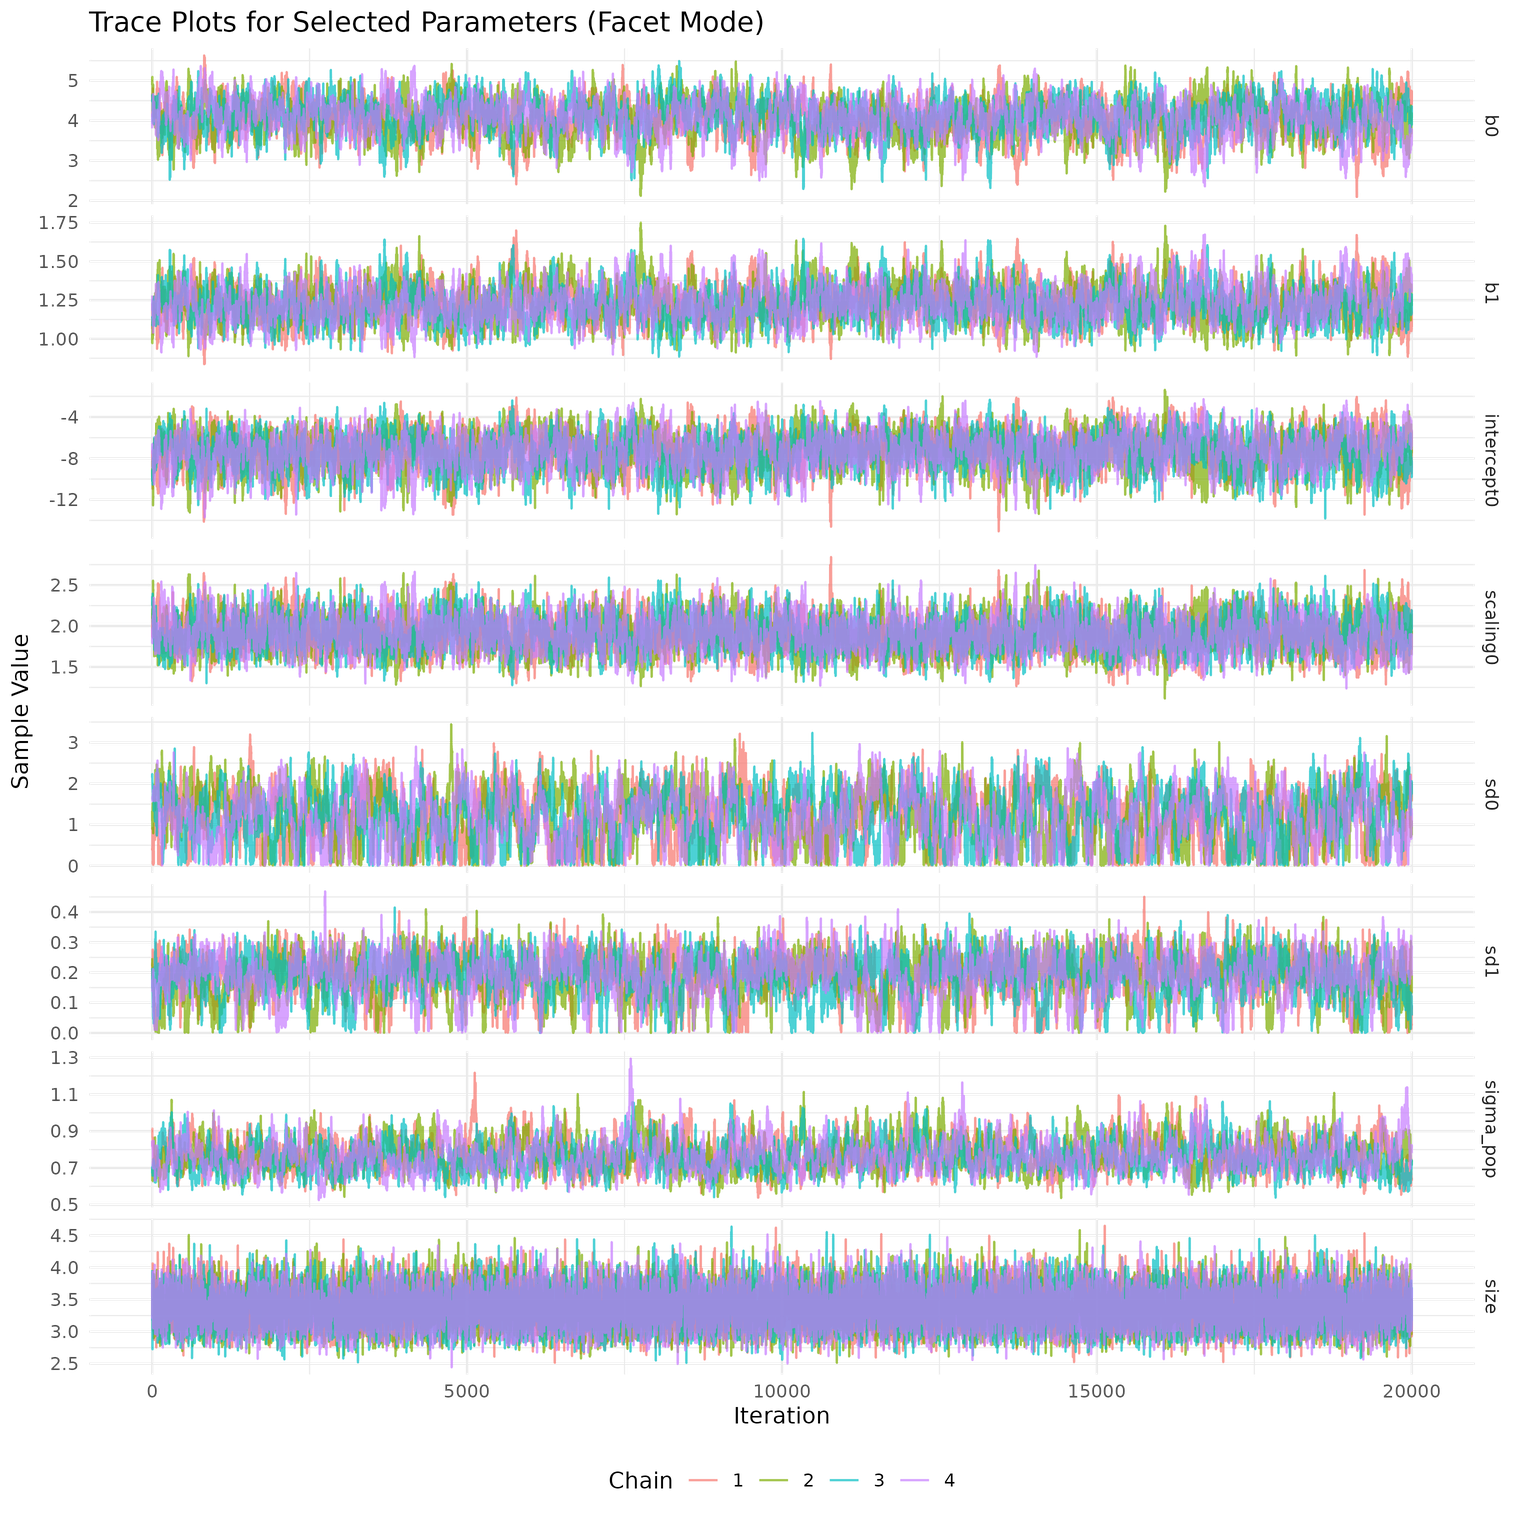 Trace Plots for Selected Parameters (Facet Mode)
5
4
3
2
b0
1.75
1.50
1.25
1.00
b1
-4
-8
-12
intercept0
2.5
2.0
1.5
scaling0
Sample Value
3
2
1
0
sd0
0.4
0.3
0.2
0.1
0.0
sd1
1.3
1.1
0.9
0.7
0.5
sigma_pop
4.5
4.0
3.5
3.0
2.5
size
0 5000 10000 15000 20000
Iteration
Chain 1 2 3 4